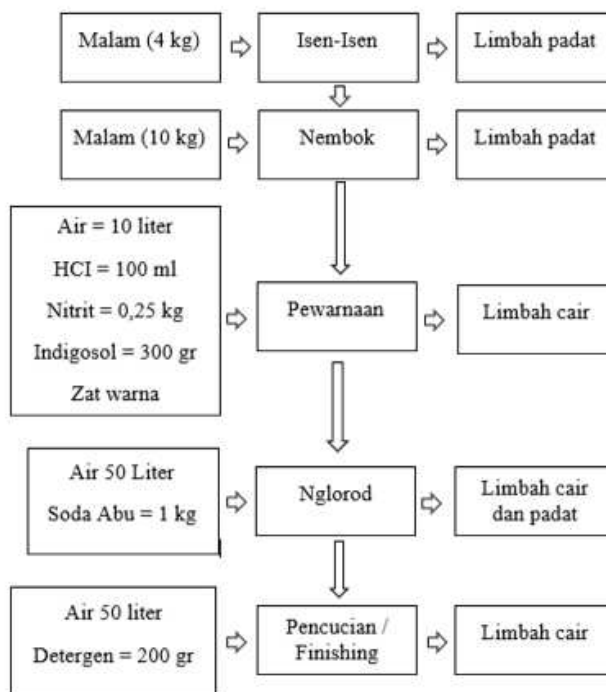 Malam (4 kg)
Isen-Isen
Limbah padat
Malam (10 kg)
Nembok
Limbah padat
Air = 10 liter
HCI = 100 ml
Nitrit = 0,25 kg
Indigosol = 300 gr
Zat warna
Pewarnaan
Limbah cair
Air 50 Liter
Soda Abu = 1 kg
Nglorod
Limbah cair
dan padat
Air 50 liter
Detergen = 200 gr
Pencucian /
Finishing
Limbah cair